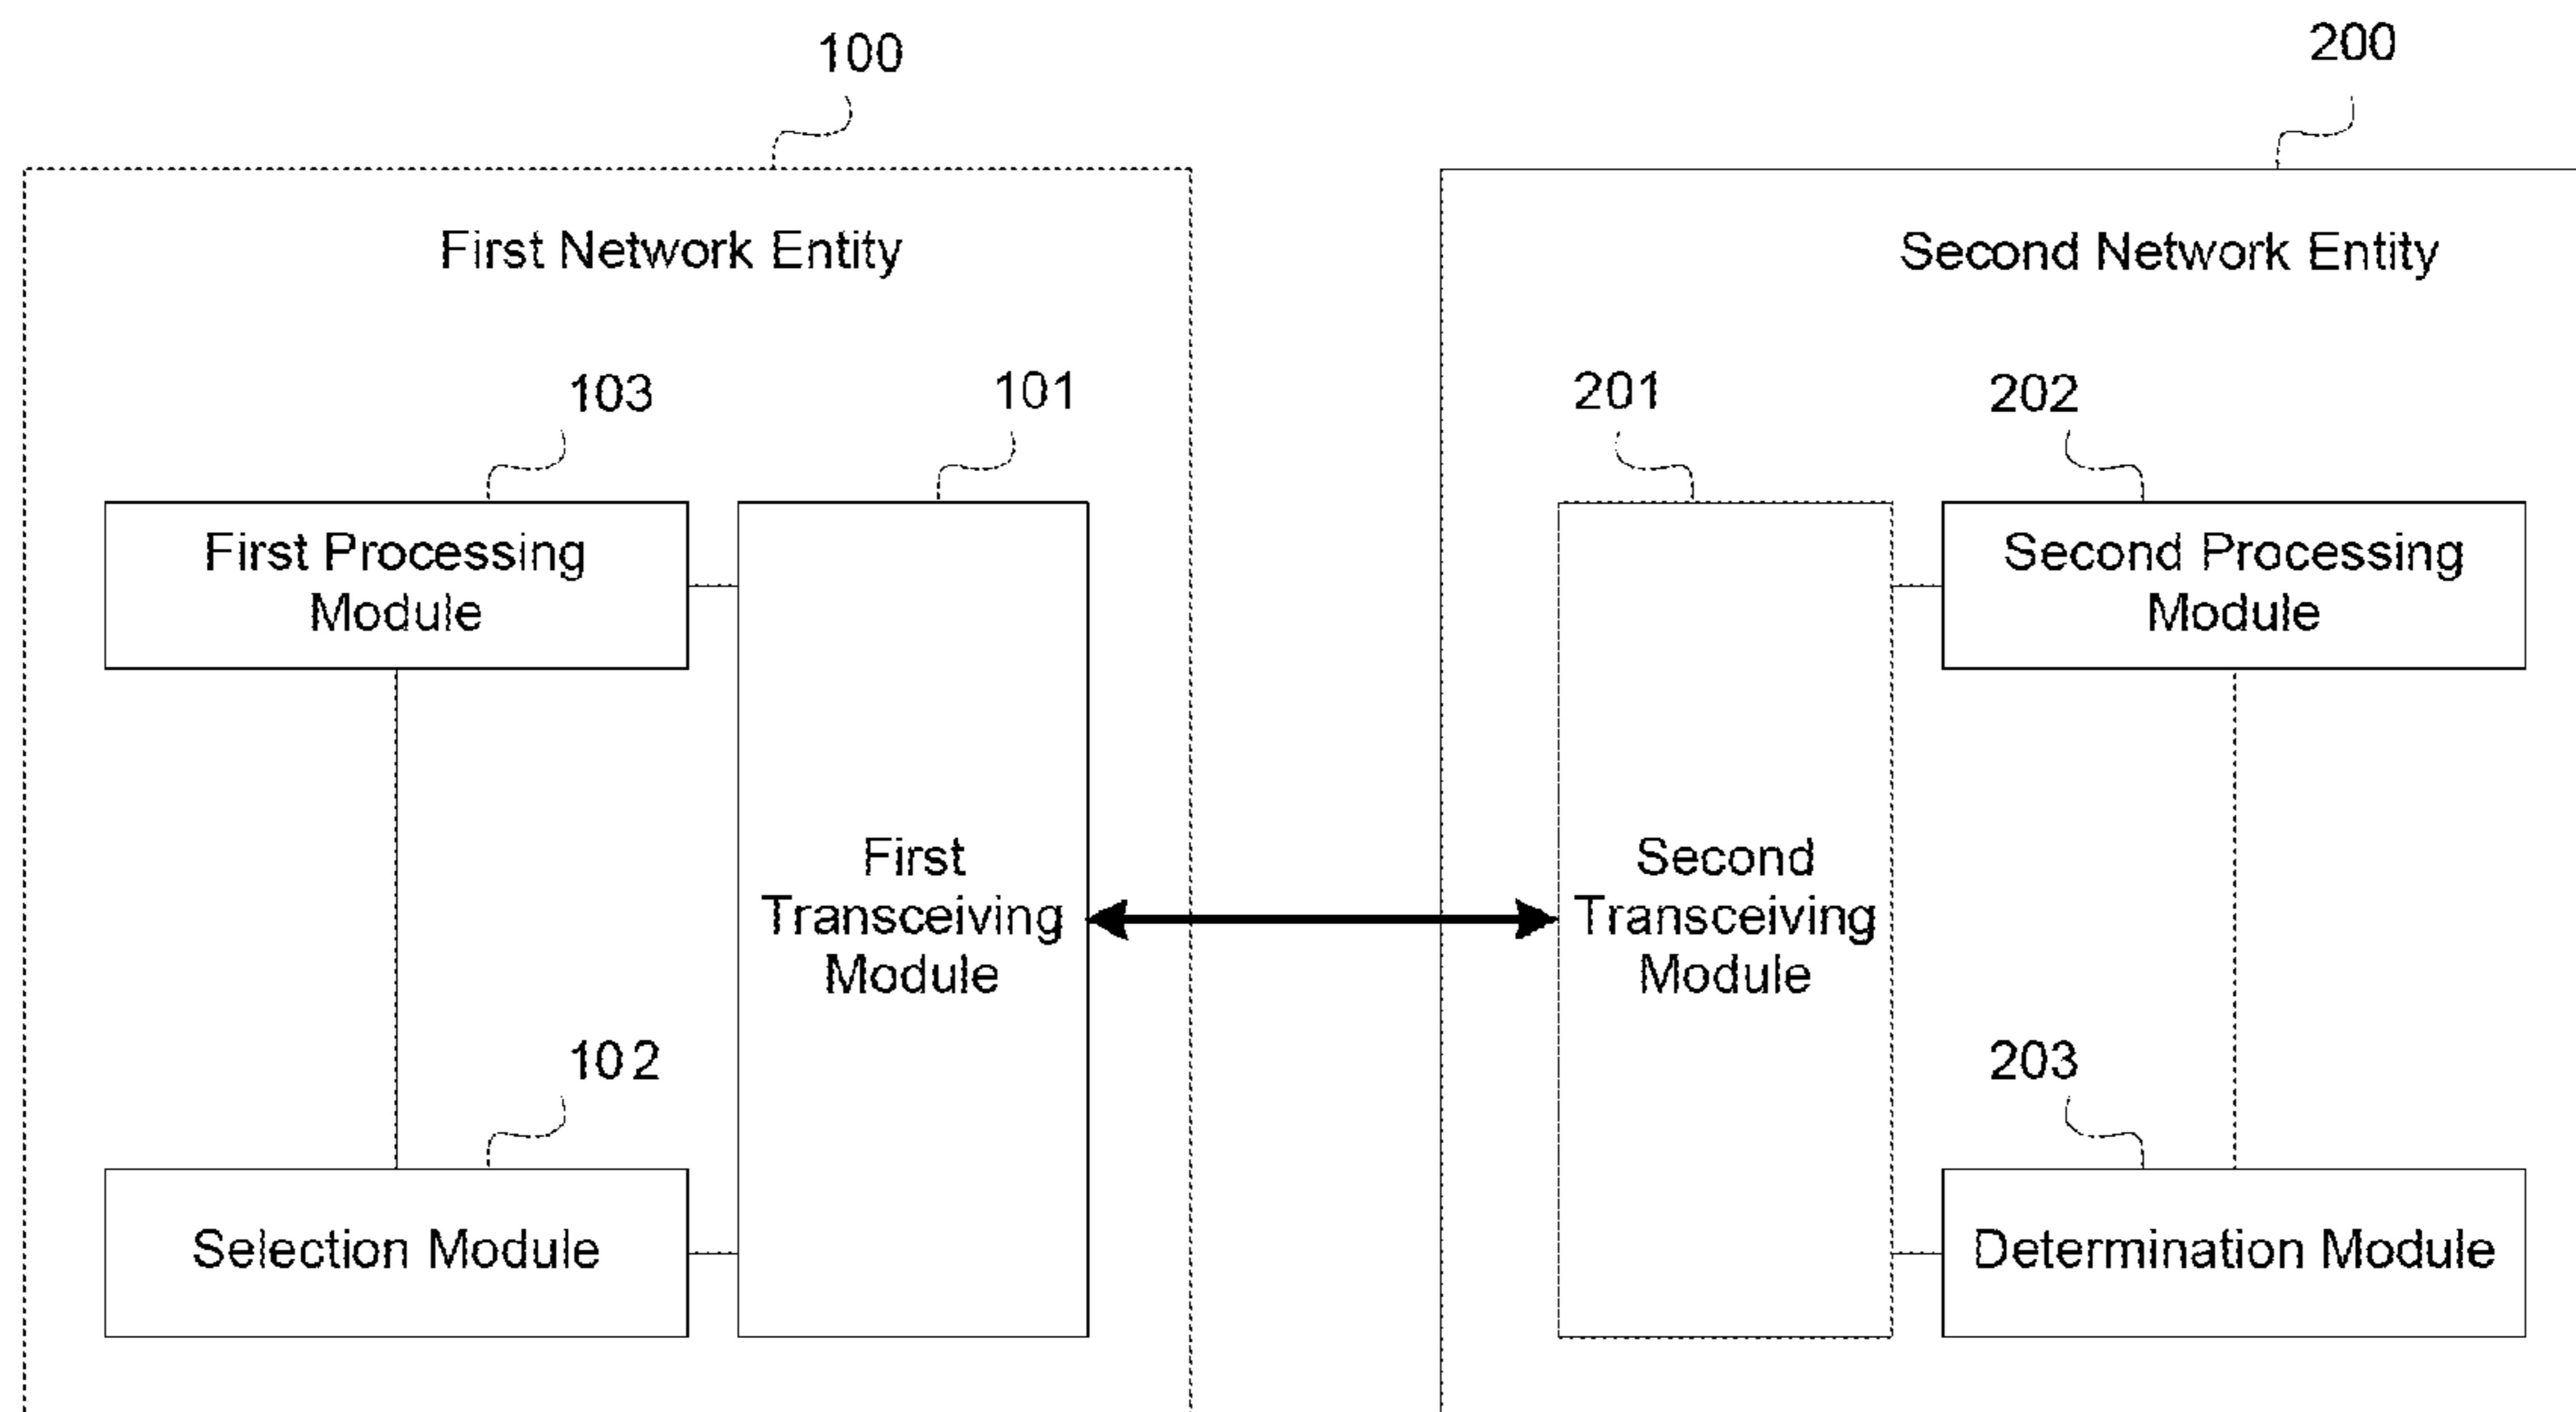 100
200
First Network Entity
Second Network Entity
103
101
201
202
First Processing
Module
Second Processing
Module
First
Transceiving
Module
Second
Transceiving
Module
102
203
Selection Module
Determination Module